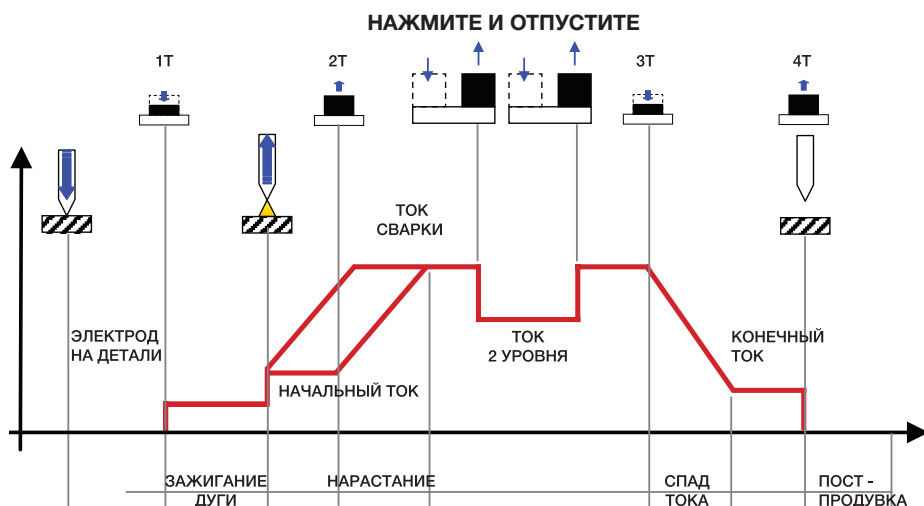 НАЖМИТЕ И ОТПУСТИТЕ
1T
2T
3T
4T
ТОК
СВАРКИ
ЭЛЕКТРОД
НА ДЕТАЛИ
ТОК
2 УРОВНЯ
КОНЕЧНЫЙ
ТОК
НАЧАЛЬНЫЙ ТОК
ЗАЖИГАНИЕ
ДУГИ
НАРАСТАНИЕ
СПАД
ТОКА
ПОСТ -
ПРОДУВКА